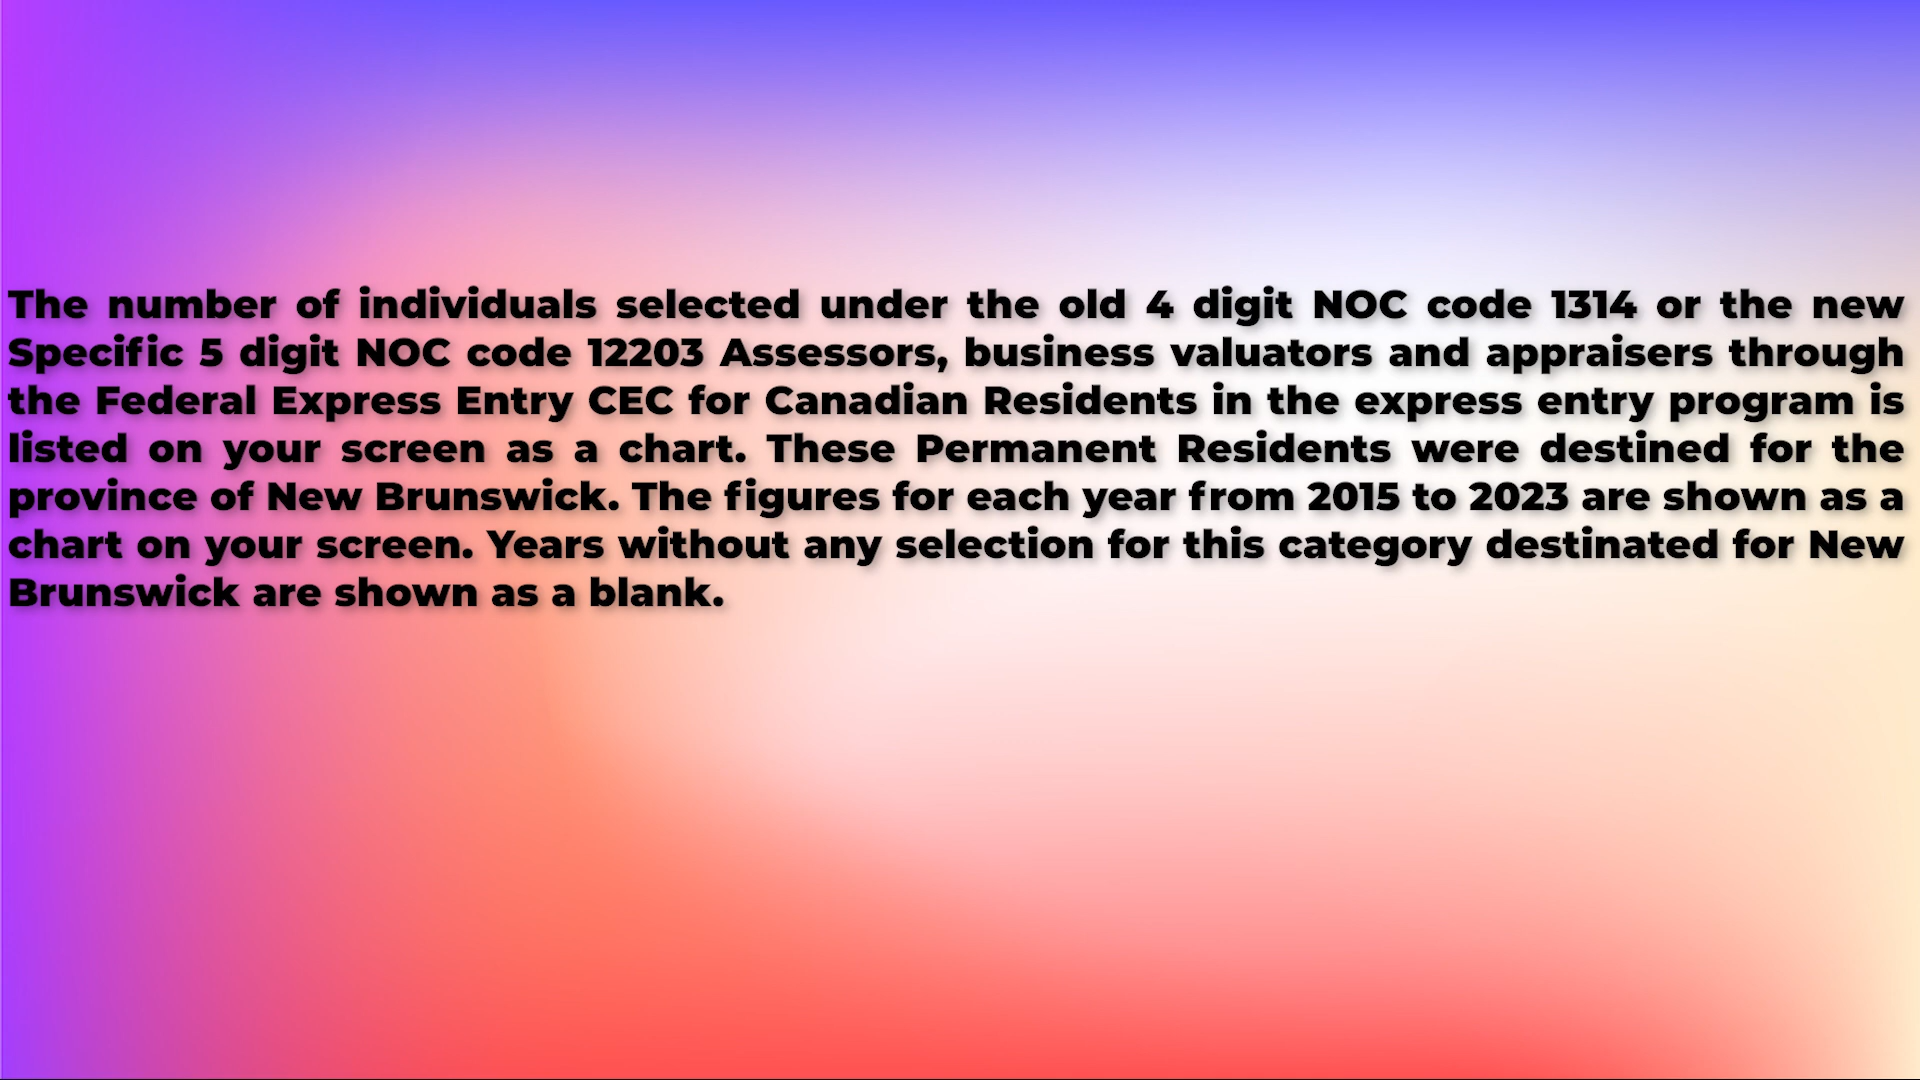 The number of individuals selected under the old 4 digit NOC code 1314 or the new
Specific 5 digit NOC code 12203 Assessors, business valuators and appraisers through
the Federal Express Entry CEC for Canadian Residents in the express entry program is
listed on your screen as a chart. These Permanent Residents were destined for the
province of New Brunswick. The figures for each year from 2015 to 2023 are shown as a
chart on your screen. Years without any selection for this category destinated for New
Brunswick are shown as a blank.